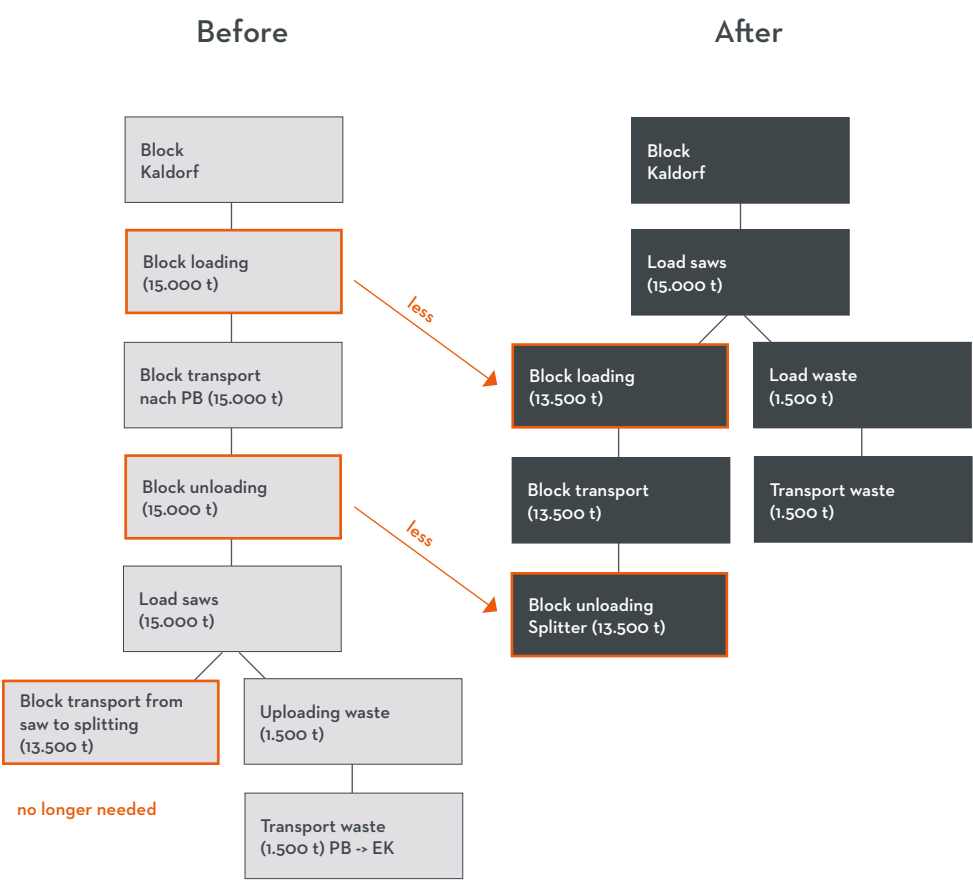 Before
Block
Kaldorf
Block loading
(15.000 t)
Block transport
nach PB (15.000 t)
Block unloading
(15.000 t)
Load saws
(15.000 t)
Block transport from
saw to splitting
(13.500 t)
no longer needed
Uploading waste
(1.500 t)
Transport waste
(1.500 t) PB -> EK
less
less
After
Block
Kaldorf
Load saws
(15.000 t)
Block loading
(13.500 t)
Block transport
(13.500 t)
Block unloading
Splitter (13.500 t)
Load waste
(1.500 t)
Transport waste
(1.500 t)